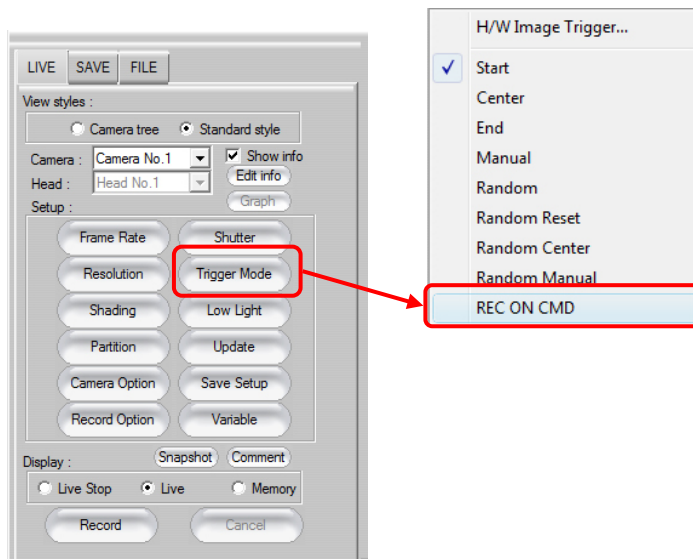 LIVE SAVE FILE
View styles :
Camera tree Standard style
Camera : Camera No.1 Show info
Head : Head No.1 Edit info
Setup : Graph
Frame Rate Shutter
Resolution Trigger Mode
Shading Low Light
Partition Update
Camera Option Save Setup
Record Option Variable
Snapshot Comment
Display :
Live Stop Live Memory
Record Cancel
H/W Image Trigger...
Start
Center
End
Manual
Random
Random Reset
Random Center
Random Manual
REC ON CMD